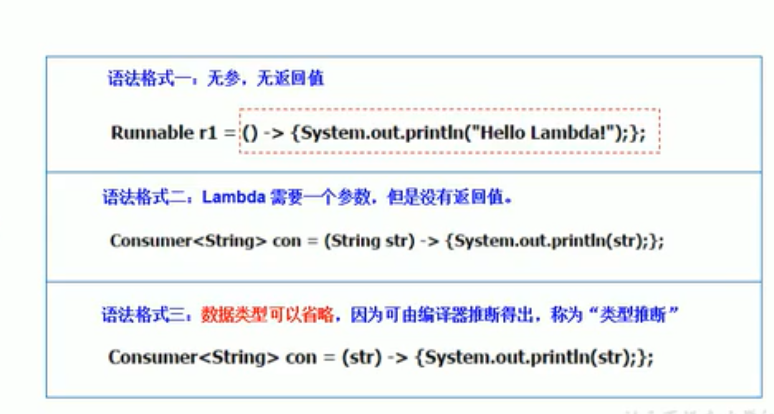 语法格式一：无参，无返回值
Runnable r1 = () -> {System.out.println("Hello Lambda!");};
语法格式二：Lambda 需要一个参数，但是没有返回值。
Consumer<String> con = (String str) -> {System.out.println(str);};
语法格式三：数据类型可以省略，因为可由编译器推断得出，称为“类型推断”
Consumer<String> con = (str) -> {System.out.println(str);};